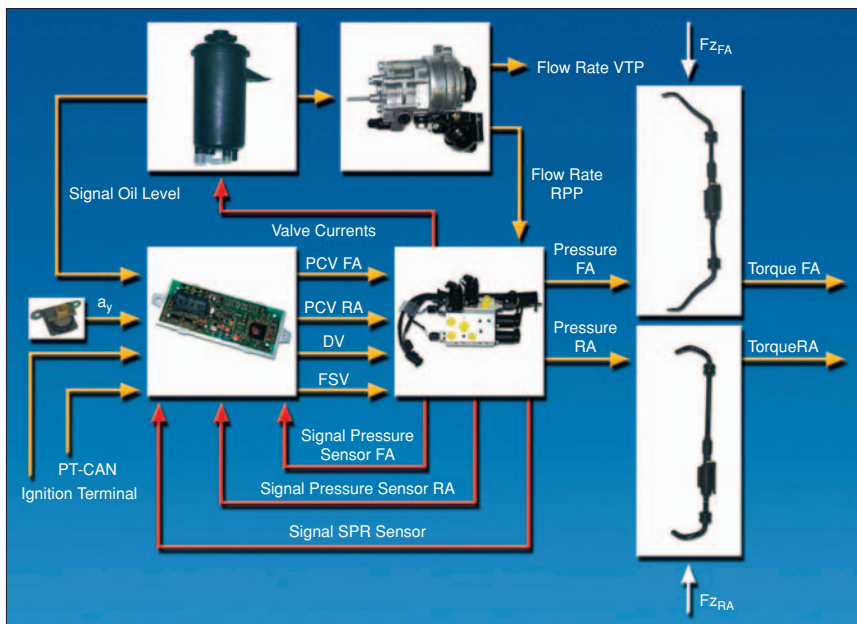 Fz_FA
Flow Rate VTP
Signal Oil Level
Flow Rate
RPP
Valve Currents
PCV FA
Pressure
FA
Torque FA
a_y
PCV RA
DV
Pressure
RA
TorqueRA
FSV
Signal Pressure
Sensor FA
PT-CAN
Ignition Terminal
Signal Pressure Sensor RA
Signal SPR Sensor
Fz_RA